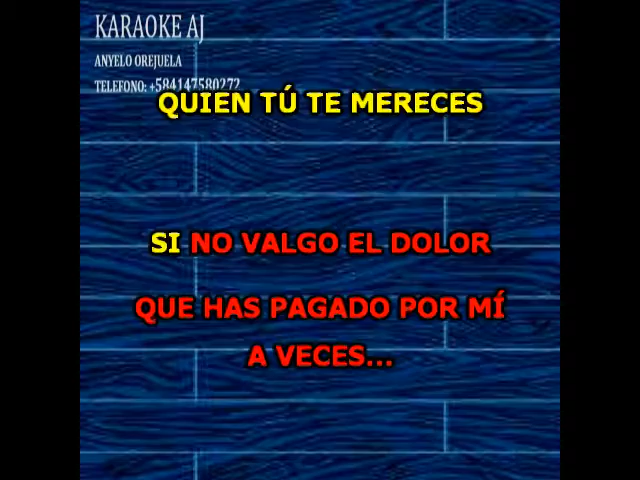 KARAOKE AJ
ANYELO OREJUELA
TELEFONO: +584147580272
QUIEN TÚ TE MERECES
SI NO VALGO EL DOLOR
QUE HAS PAGADO POR MÍ
A VECES...